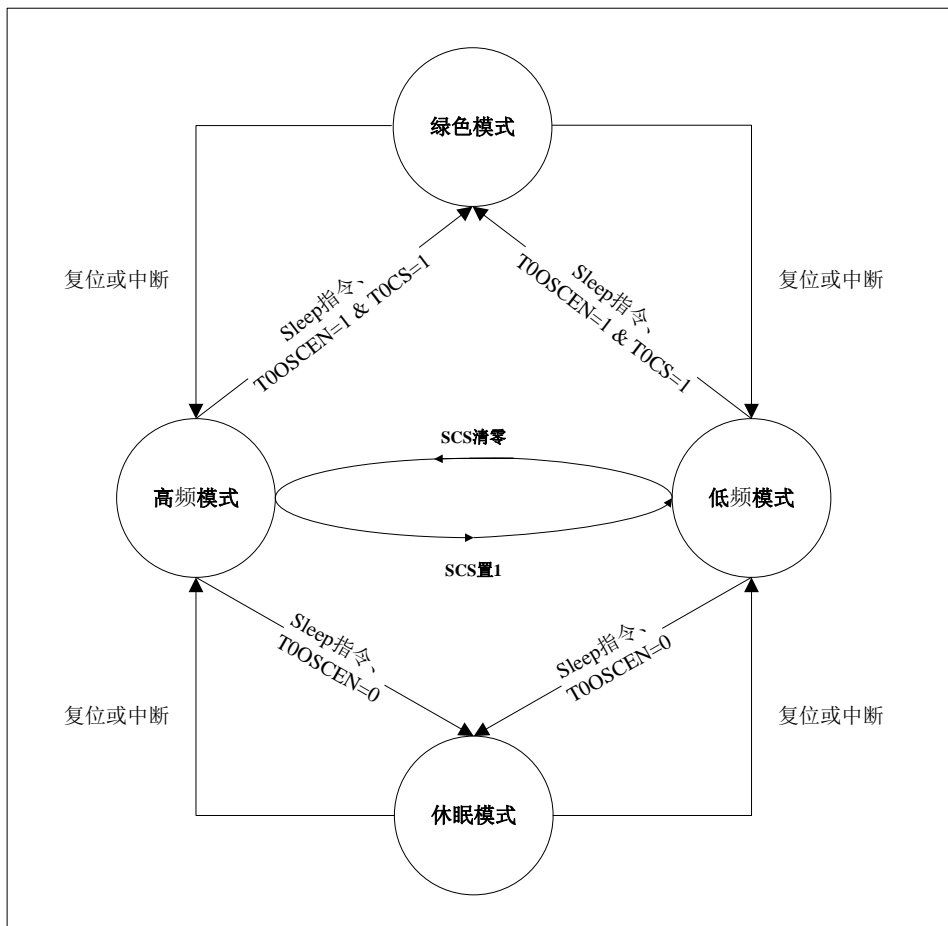 绿色模式
复位或中断
Sleep指令、
T0OSCEN=1 & T0CS=1
Sleep指令、
T0OSCEN=1 & T0CS=1
复位或中断
SCS清零
高频模式
低频模式
SCS置1
Sleep指令、
T0OSCEN=0
Sleep指令、
T0OSCEN=0
复位或中断
复位或中断
休眠模式